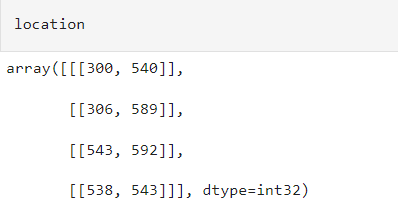 location
array([[[300, 540]],
[[306, 589]],
[[543, 592]],
[[538, 543]]], dtype=int32)